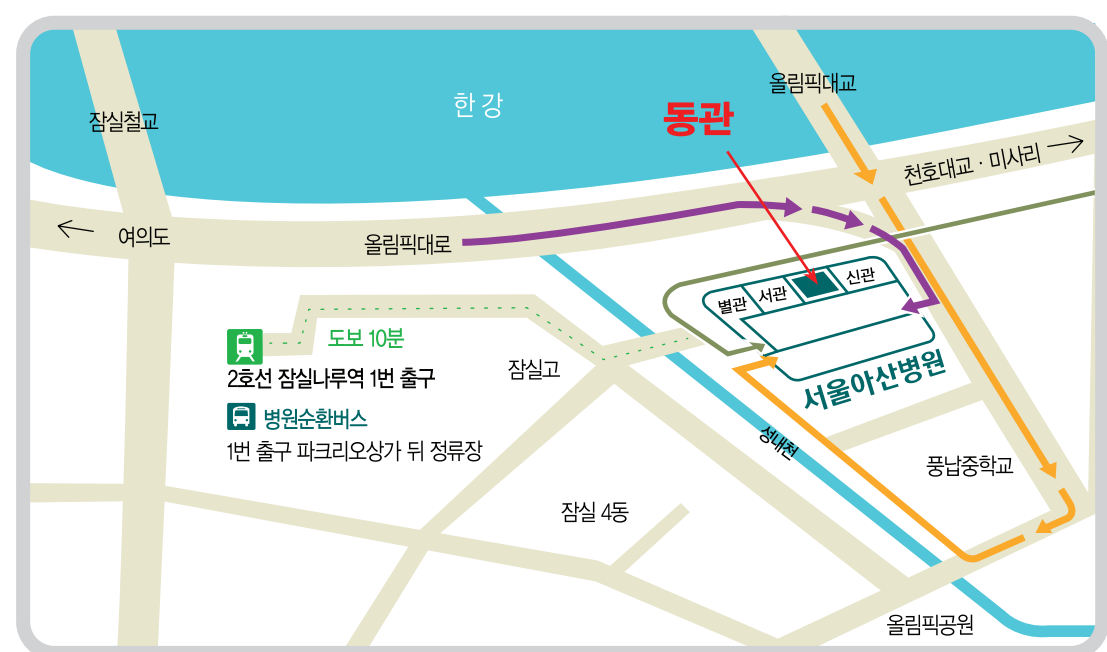 올림픽대교
한강
동관
잠실철교
천호대교 · 미사리
여의도
올림픽대로
별관
서관
신관
도보 10분
2호선 잠실나루역 1번 출구
잠실고
서울아산병원
병원순환버스
1번 출구 파크리오상가 뒤 정류장
성내천
풍납중학교
잠실 4동
올림픽공원